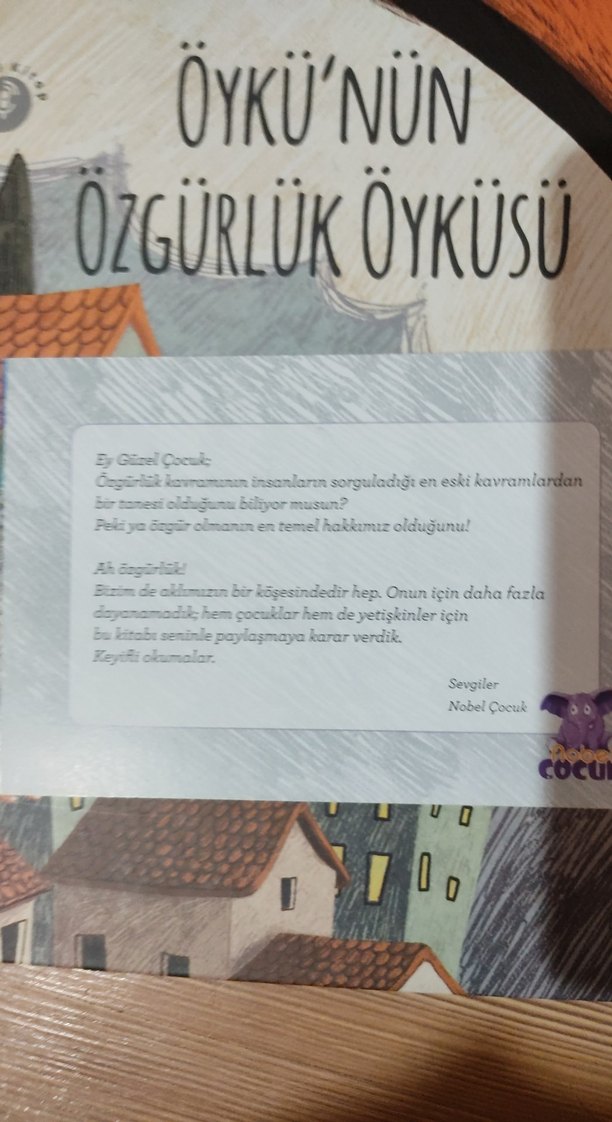 kitap
ÖYKÜ'NÜN
ÖZGÜRLÜK ÖYKÜSÜ
Ey Güzel Çocuk;
Özgürlük kavramının insanların sorguladığı en eski kavramlardan
bir tanesi olduğunu biliyor musun?
Peki ya özgür olmanın en temel hakkımız olduğunu!
Ah özgürlük!
Bizim de aklımızın bir köşesindedir hep. Onun için daha fazla
dayanamadık; hem çocuklar hem de yetişkinler için
bu kitabı seninle paylaşmaya karar verdik.
Keyifli okumalar.
Sevgiler
Nobel Çocuk